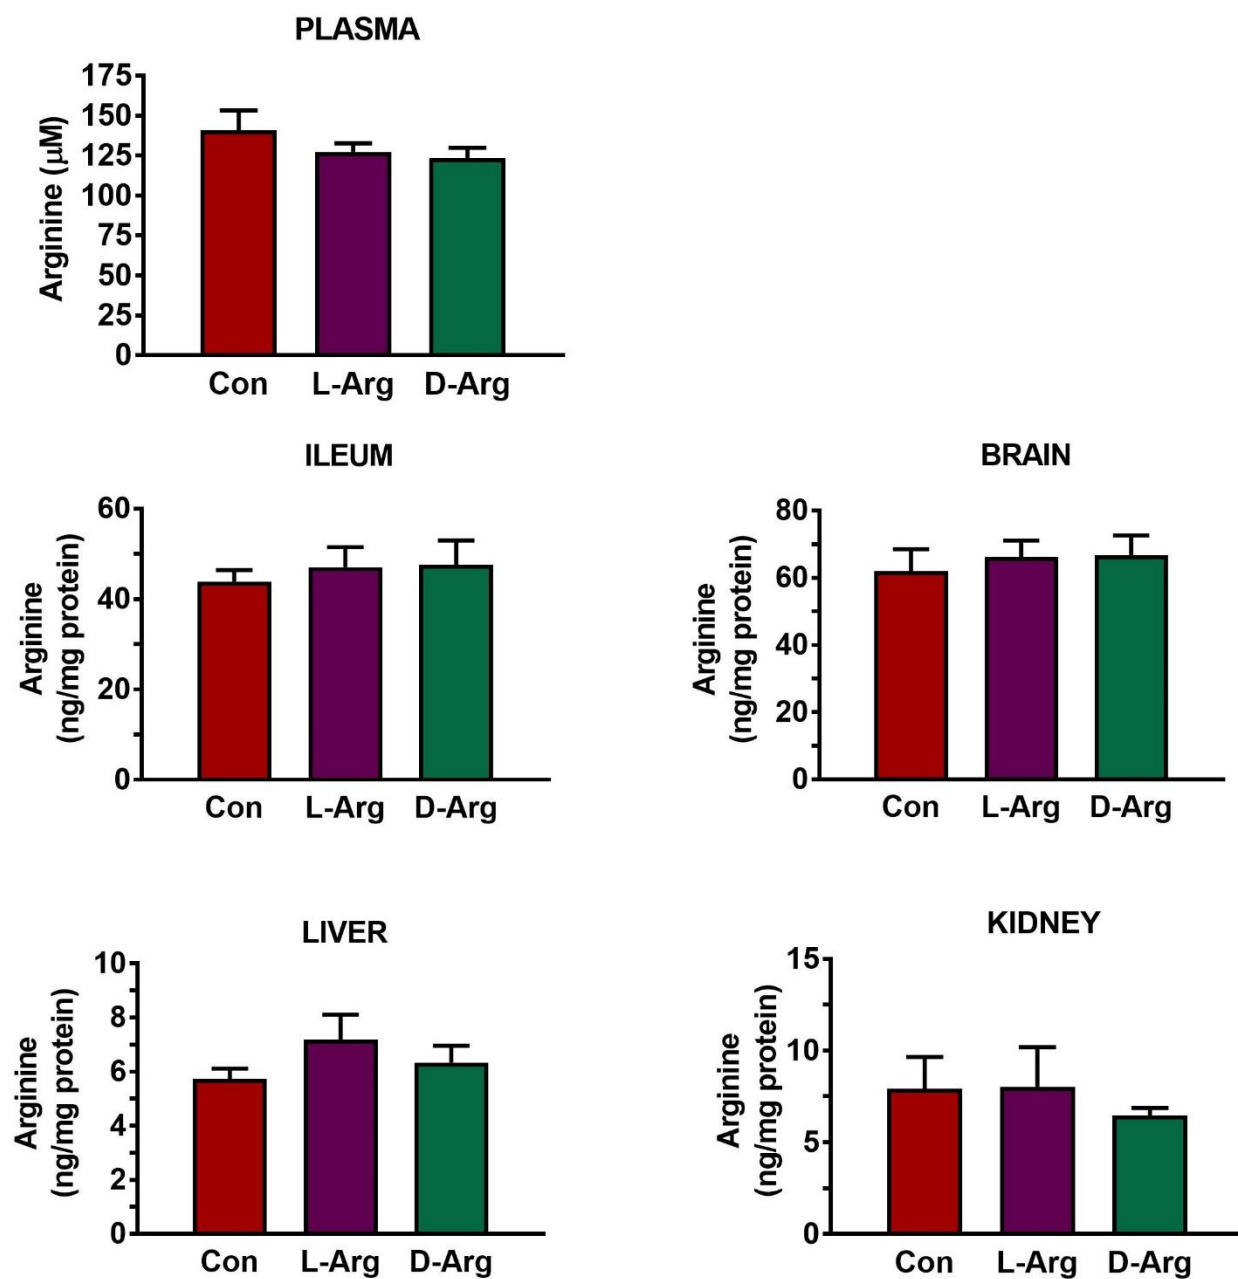 PLASMA
Arginine (μM)
175
150
125
100
75
50
25
0
Con L-Arg D-Arg
ILEUM
Arginine
(ng/mg protein)
60
40
20
0
Con L-Arg D-Arg
BRAIN
Arginine
(ng/mg protein)
80
60
40
20
0
Con L-Arg D-Arg
LIVER
Arginine
(ng/mg protein)
10
8
6
4
2
0
Con L-Arg D-Arg
KIDNEY
Arginine
(ng/mg protein)
15
10
5
0
Con L-Arg D-Arg